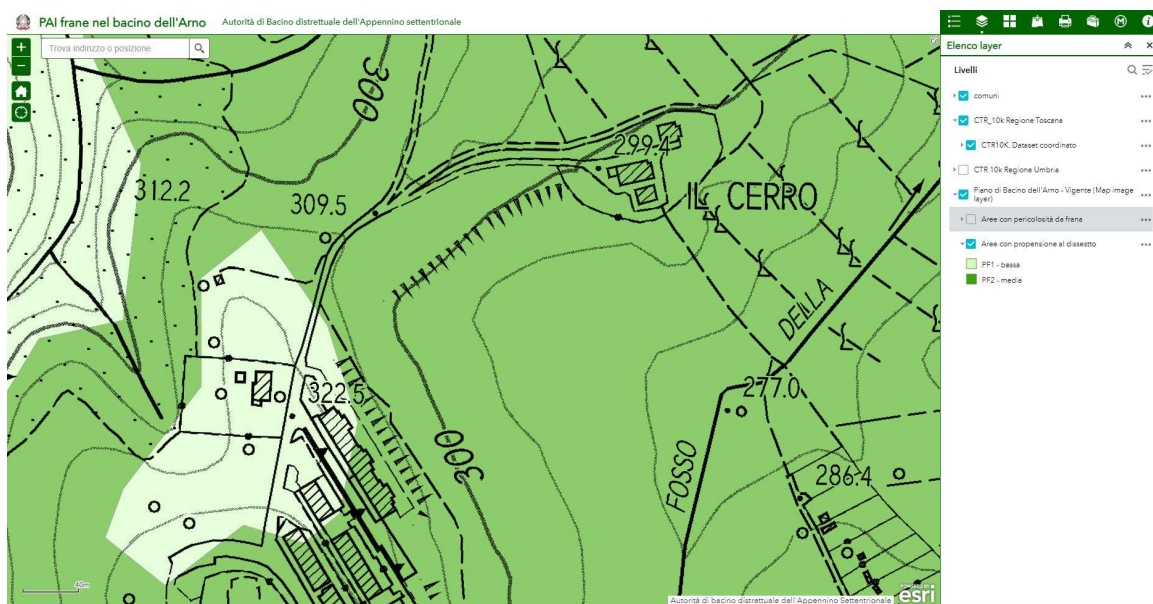 PAI frane nel bacino dell'Arno
Autorità di Bacino distrettuale dell'Appennino settentrionale
Trova indirizzo o posizione
300
299.4
312.2
309.5
IL CERRO
DELLA
322.5
277.0
300
FOSSO
286.4
40m
Autorità di bacino distrettuale dell'Appennino Settentrionale
POWERED BY
esri
Elenco layer
Livelli
comuni
CTR_10k Regione Toscana
CTR10K. Dataset coordinato
CTR 10k Regione Umbria
Piano di Bacino dell'Arno - Vigente (Map image
layer)
Aree con pericolosità da frana
Aree con propensione al dissestto
PF1 - bassa
PF2 - media